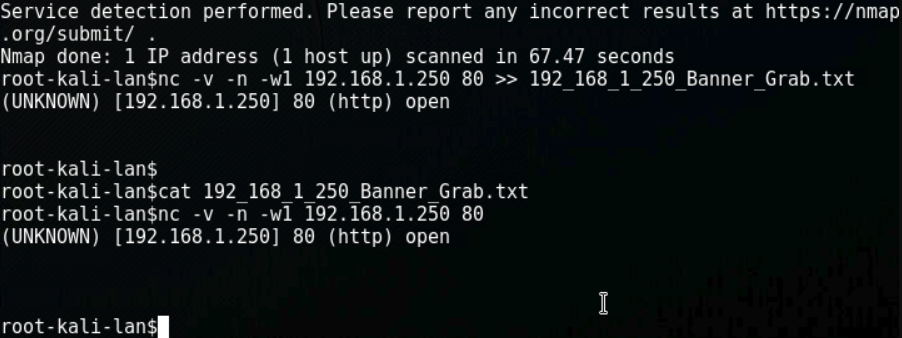 Service detection performed. Please report any incorrect results at https://nmap
.org/submit/ .
Nmap done: 1 IP address (1 host up) scanned in 67.47 seconds
root-kali-lan$nc -v -n -w1 192.168.1.250 80 >> 192_168_1_250_Banner_Grab.txt
(UNKNOWN) [192.168.1.250] 80 (http) open
root-kali-lan$
root-kali-lan$cat 192_168_1_250_Banner_Grab.txt
root-kali-lan$nc -v -n -w1 192.168.1.250 80
(UNKNOWN) [192.168.1.250] 80 (http) open
root-kali-lan$